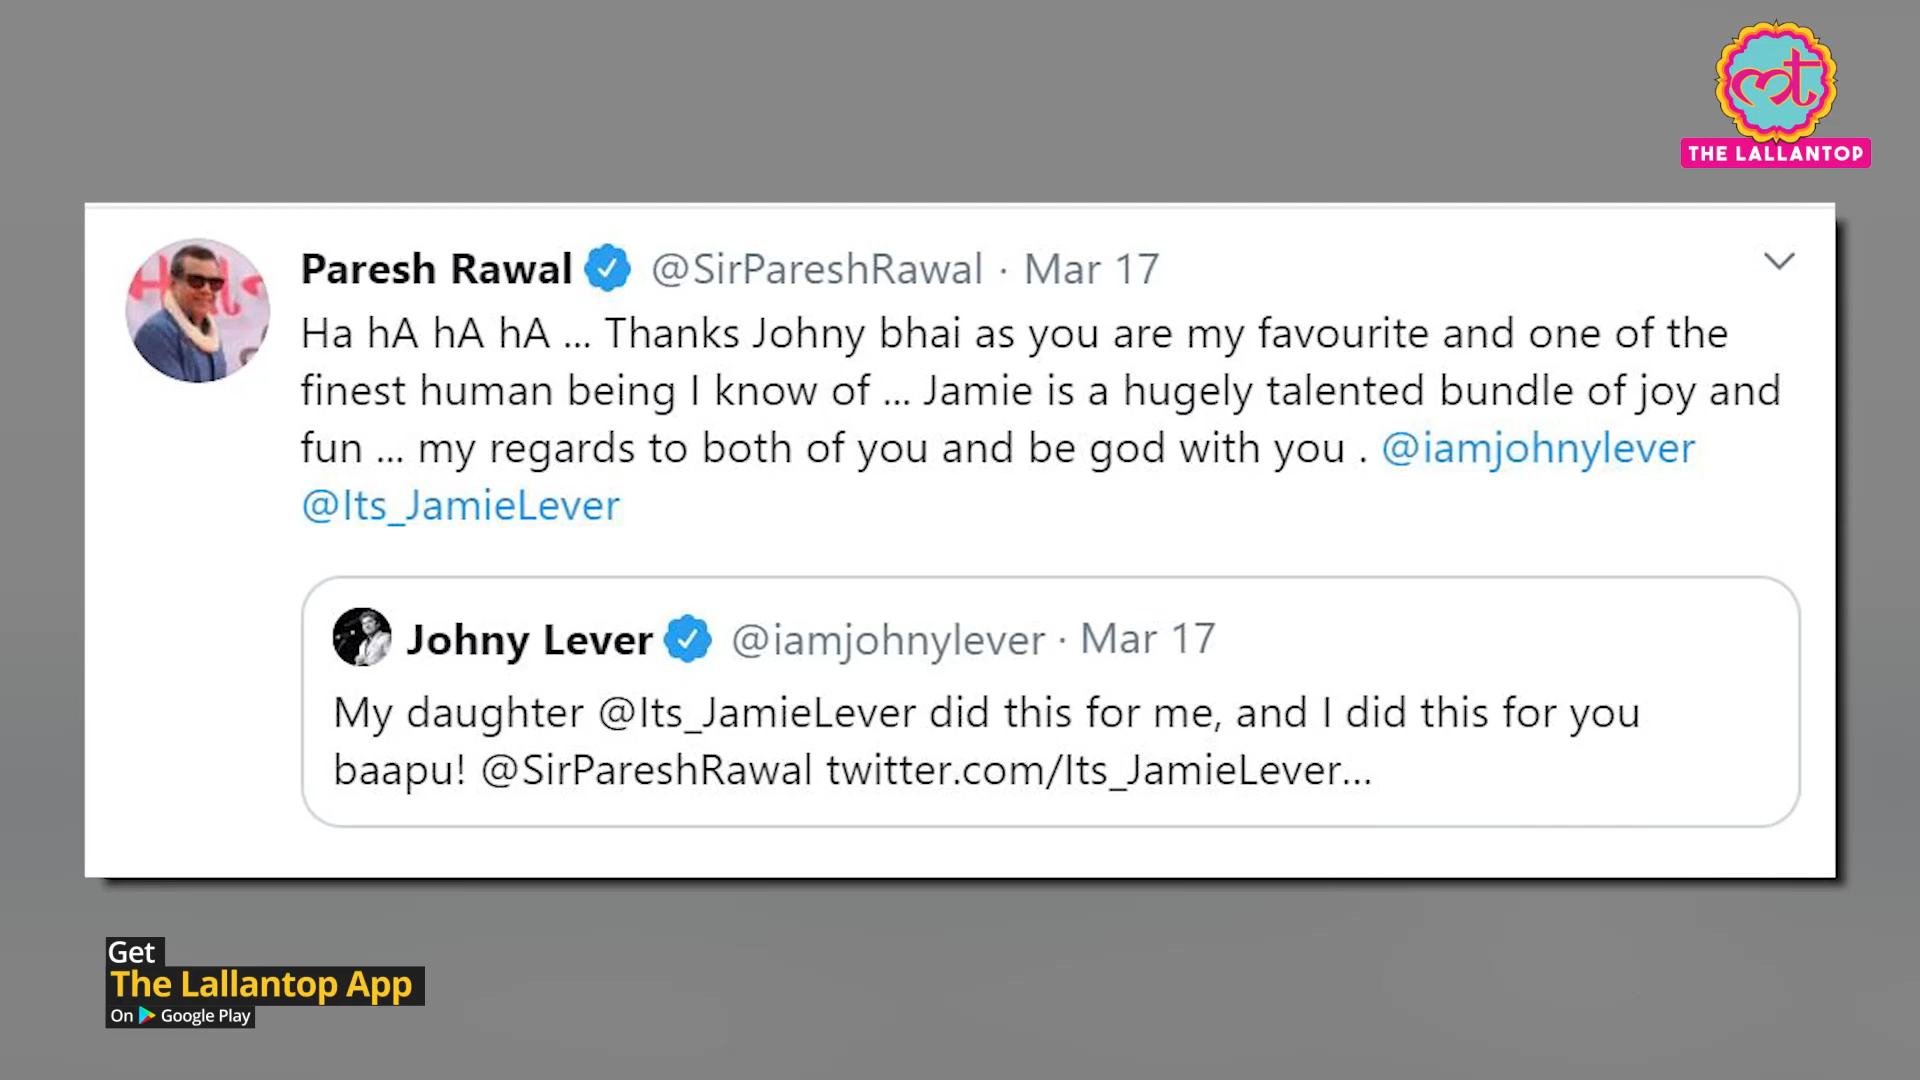 THE LALLANTOP
Paresh Rawal @SirPareshRawal · Mar 17
Ha hA hA hA ... Thanks Johny bhai as you are my favourite and one of the
finest human being I know of ... Jamie is a hugely talented bundle of joy and
fun ... my regards to both of you and be god with you . @iamjohnylever
@Its_JamieLever
Johny Lever @iamjohnylever · Mar 17
My daughter @Its_JamieLever did this for me, and I did this for you
baapu! @SirPareshRawal twitter.com/Its_JamieLever...
Get
The Lallantop App
On Google Play